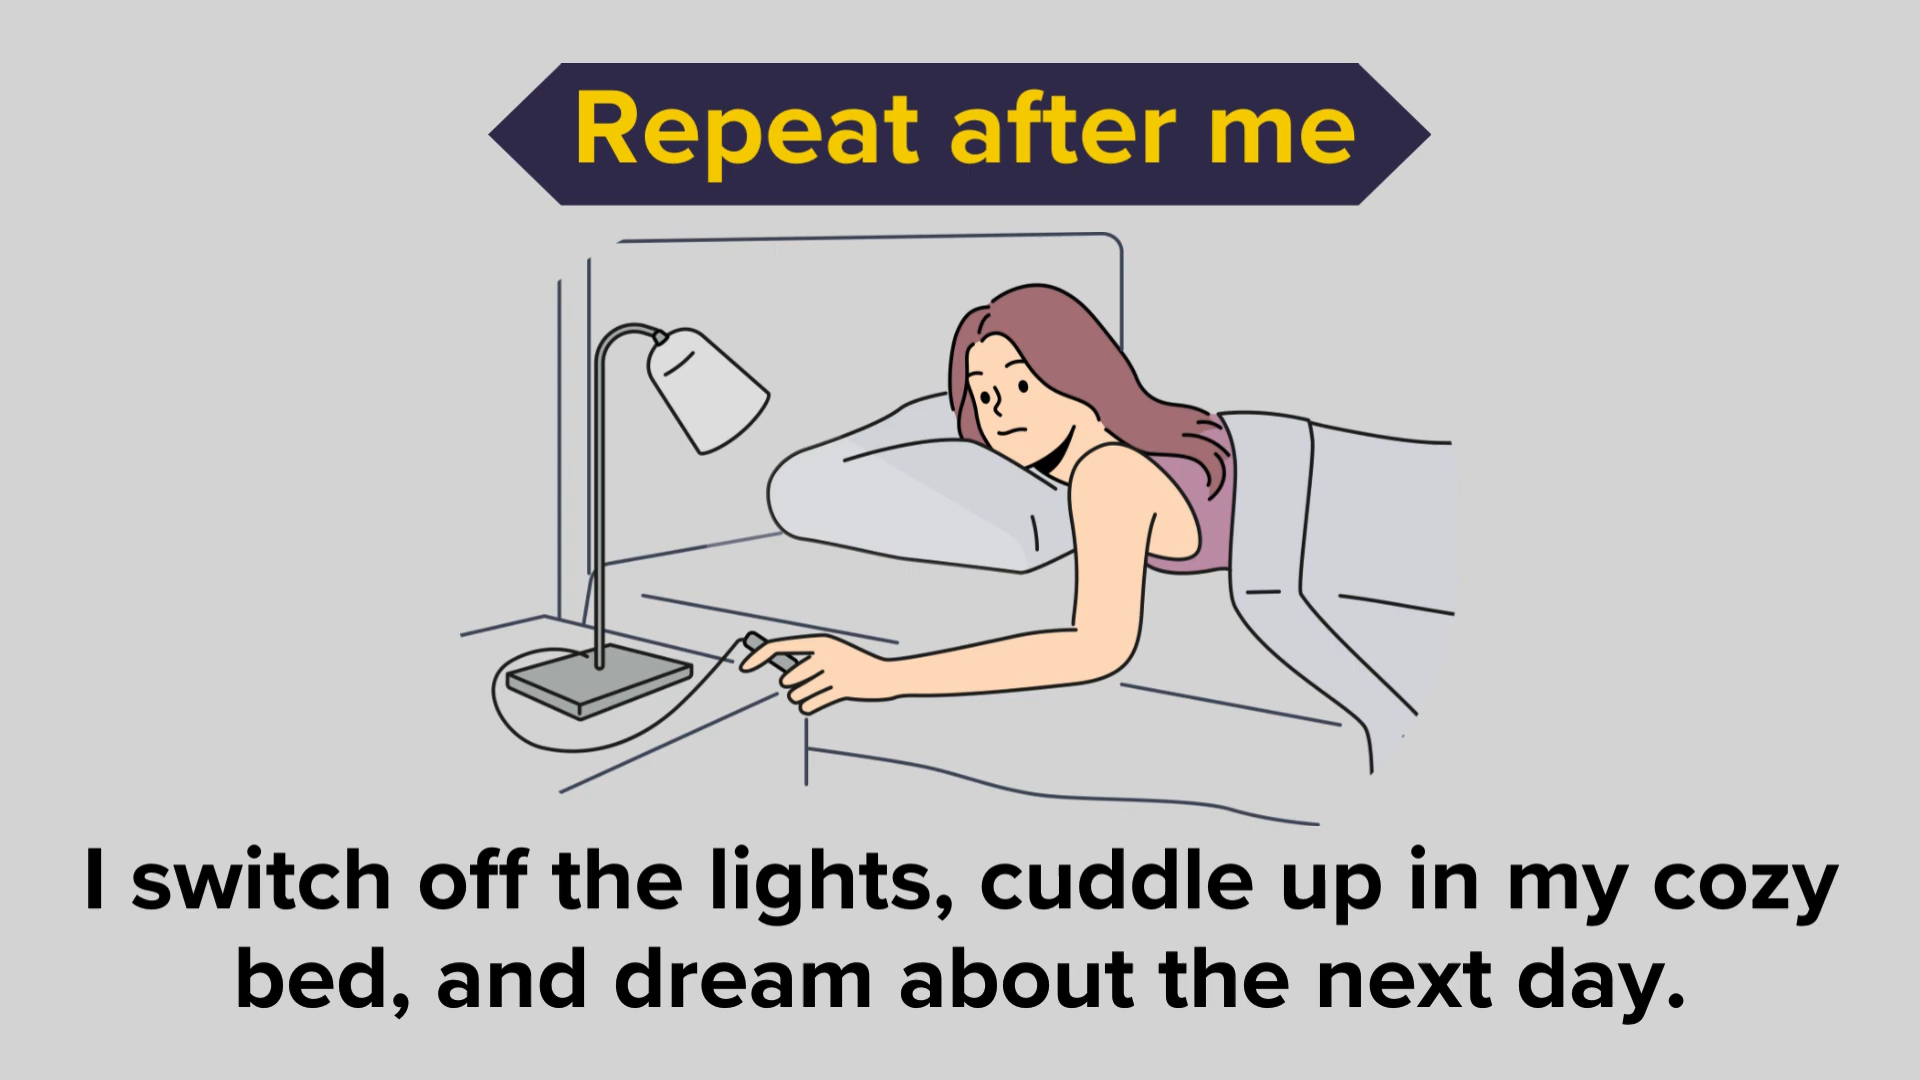 Repeat after me
I switch off the lights, cuddle up in my cozy
bed, and dream about the next day.